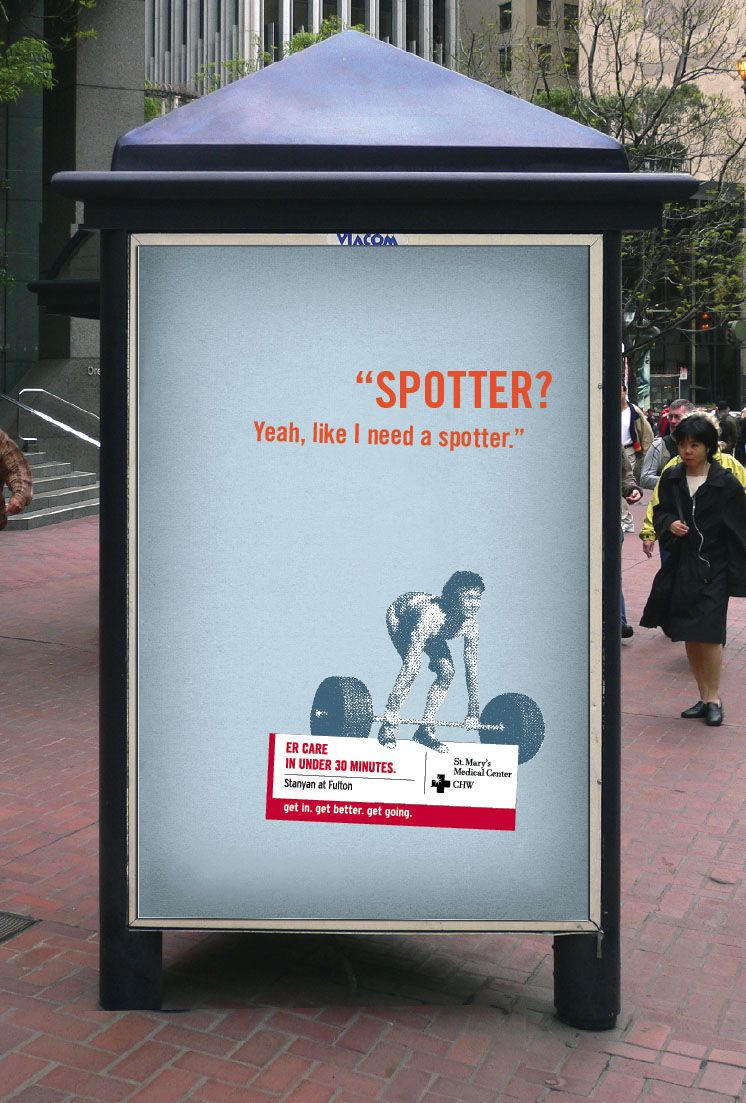 VIACOM
“SPOTTER?
Yeah, like I need a spotter.”
ER CARE
IN UNDER 30 MINUTES.
Stanyan at Fulton
St. Mary's
Medical Center
CHW
get in. get better. get going.